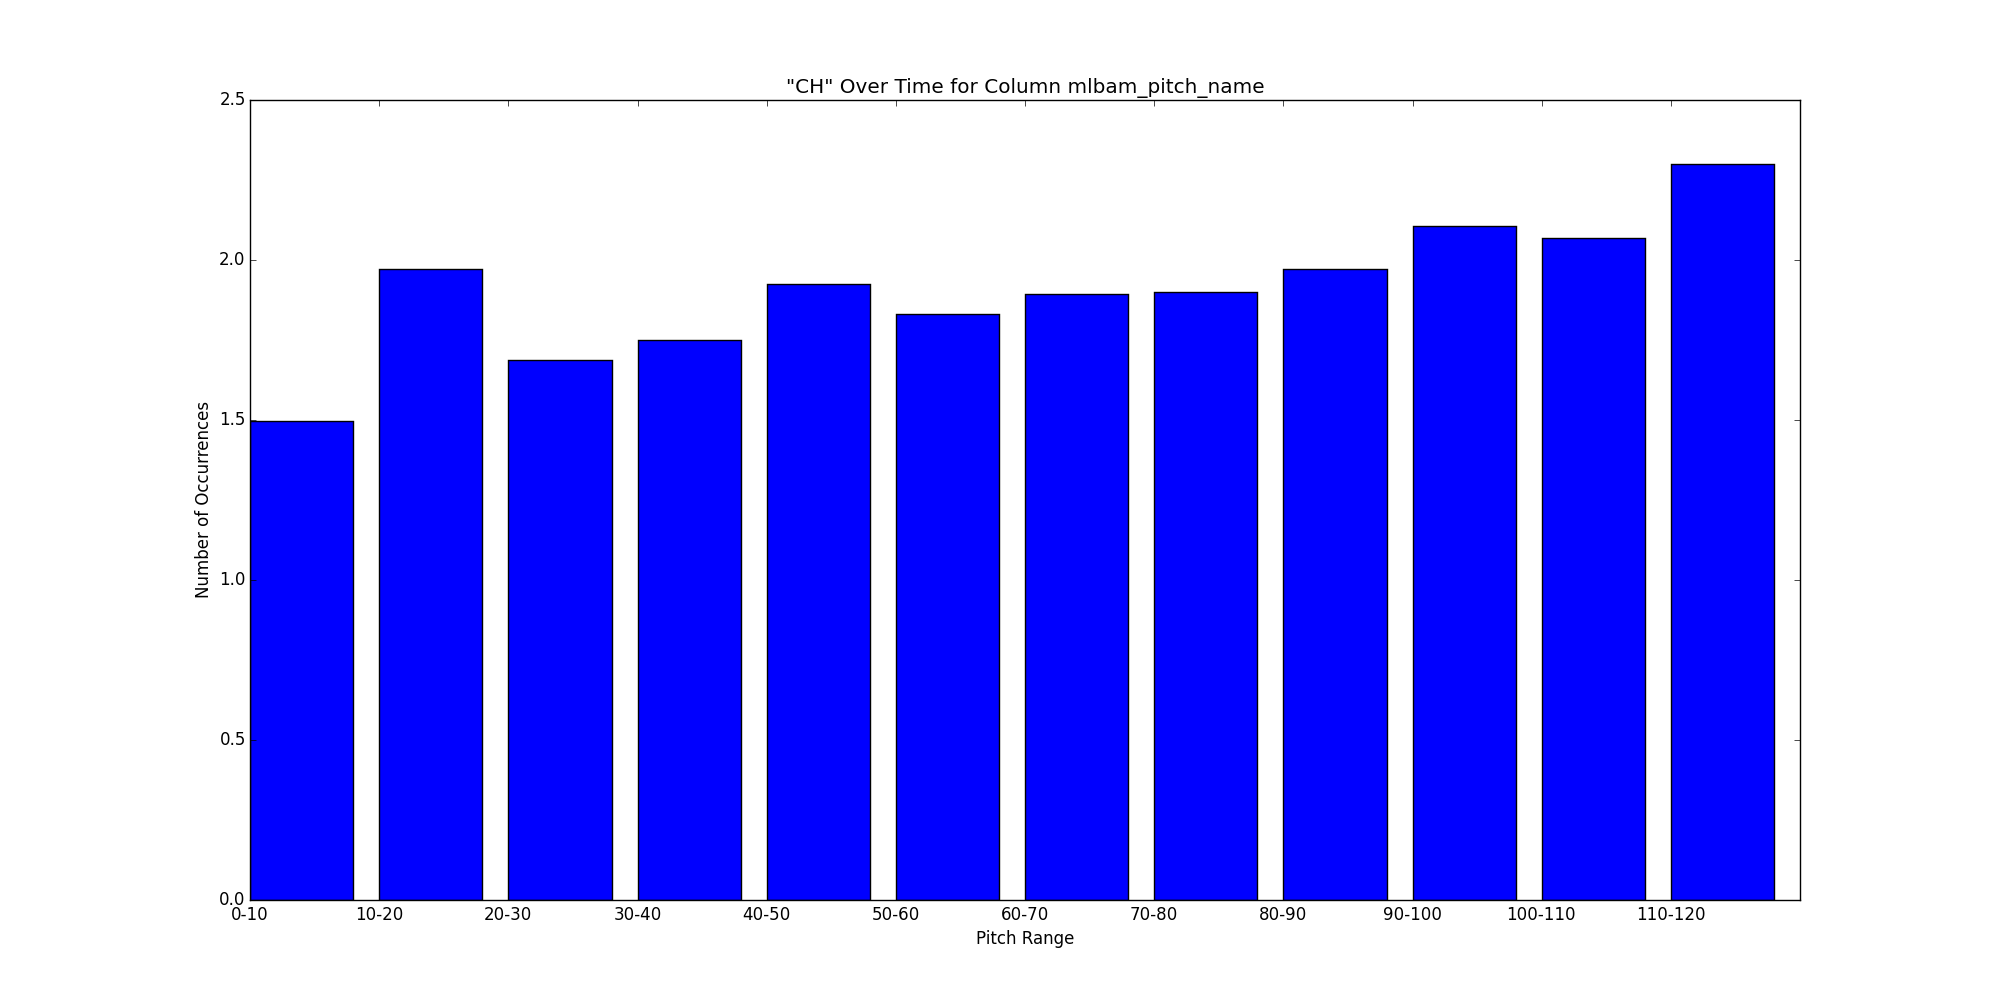 "CH" Over Time for Column mlbam_pitch_name
2.5
2.0
1.5
1.0
0.5
0.0
Number of Occurrences
0-10 10-20 20-30 30-40 40-50 50-60 60-70 70-80 80-90 90-100 100-110 110-120
Pitch Range